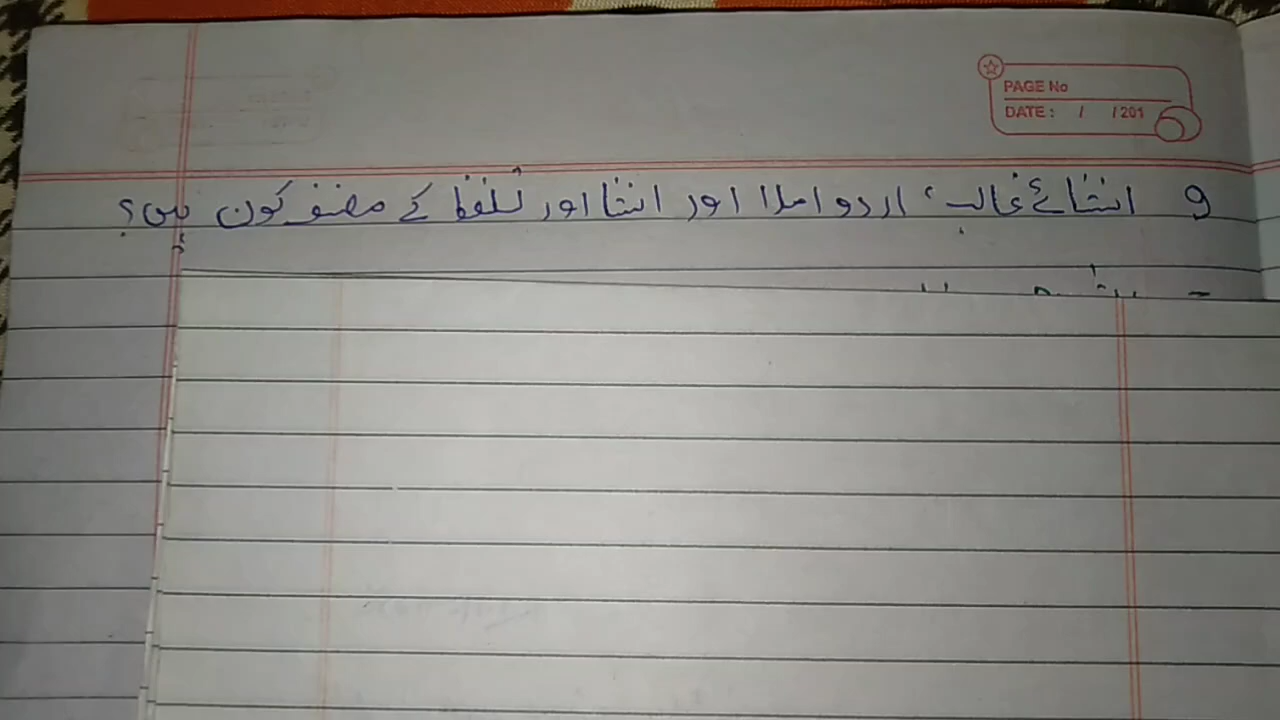 PAGE No
DATE: / /201
9 انشائے غالب، اردو املا اور انشا اور تلفظ کے مصنف کون ہیں؟